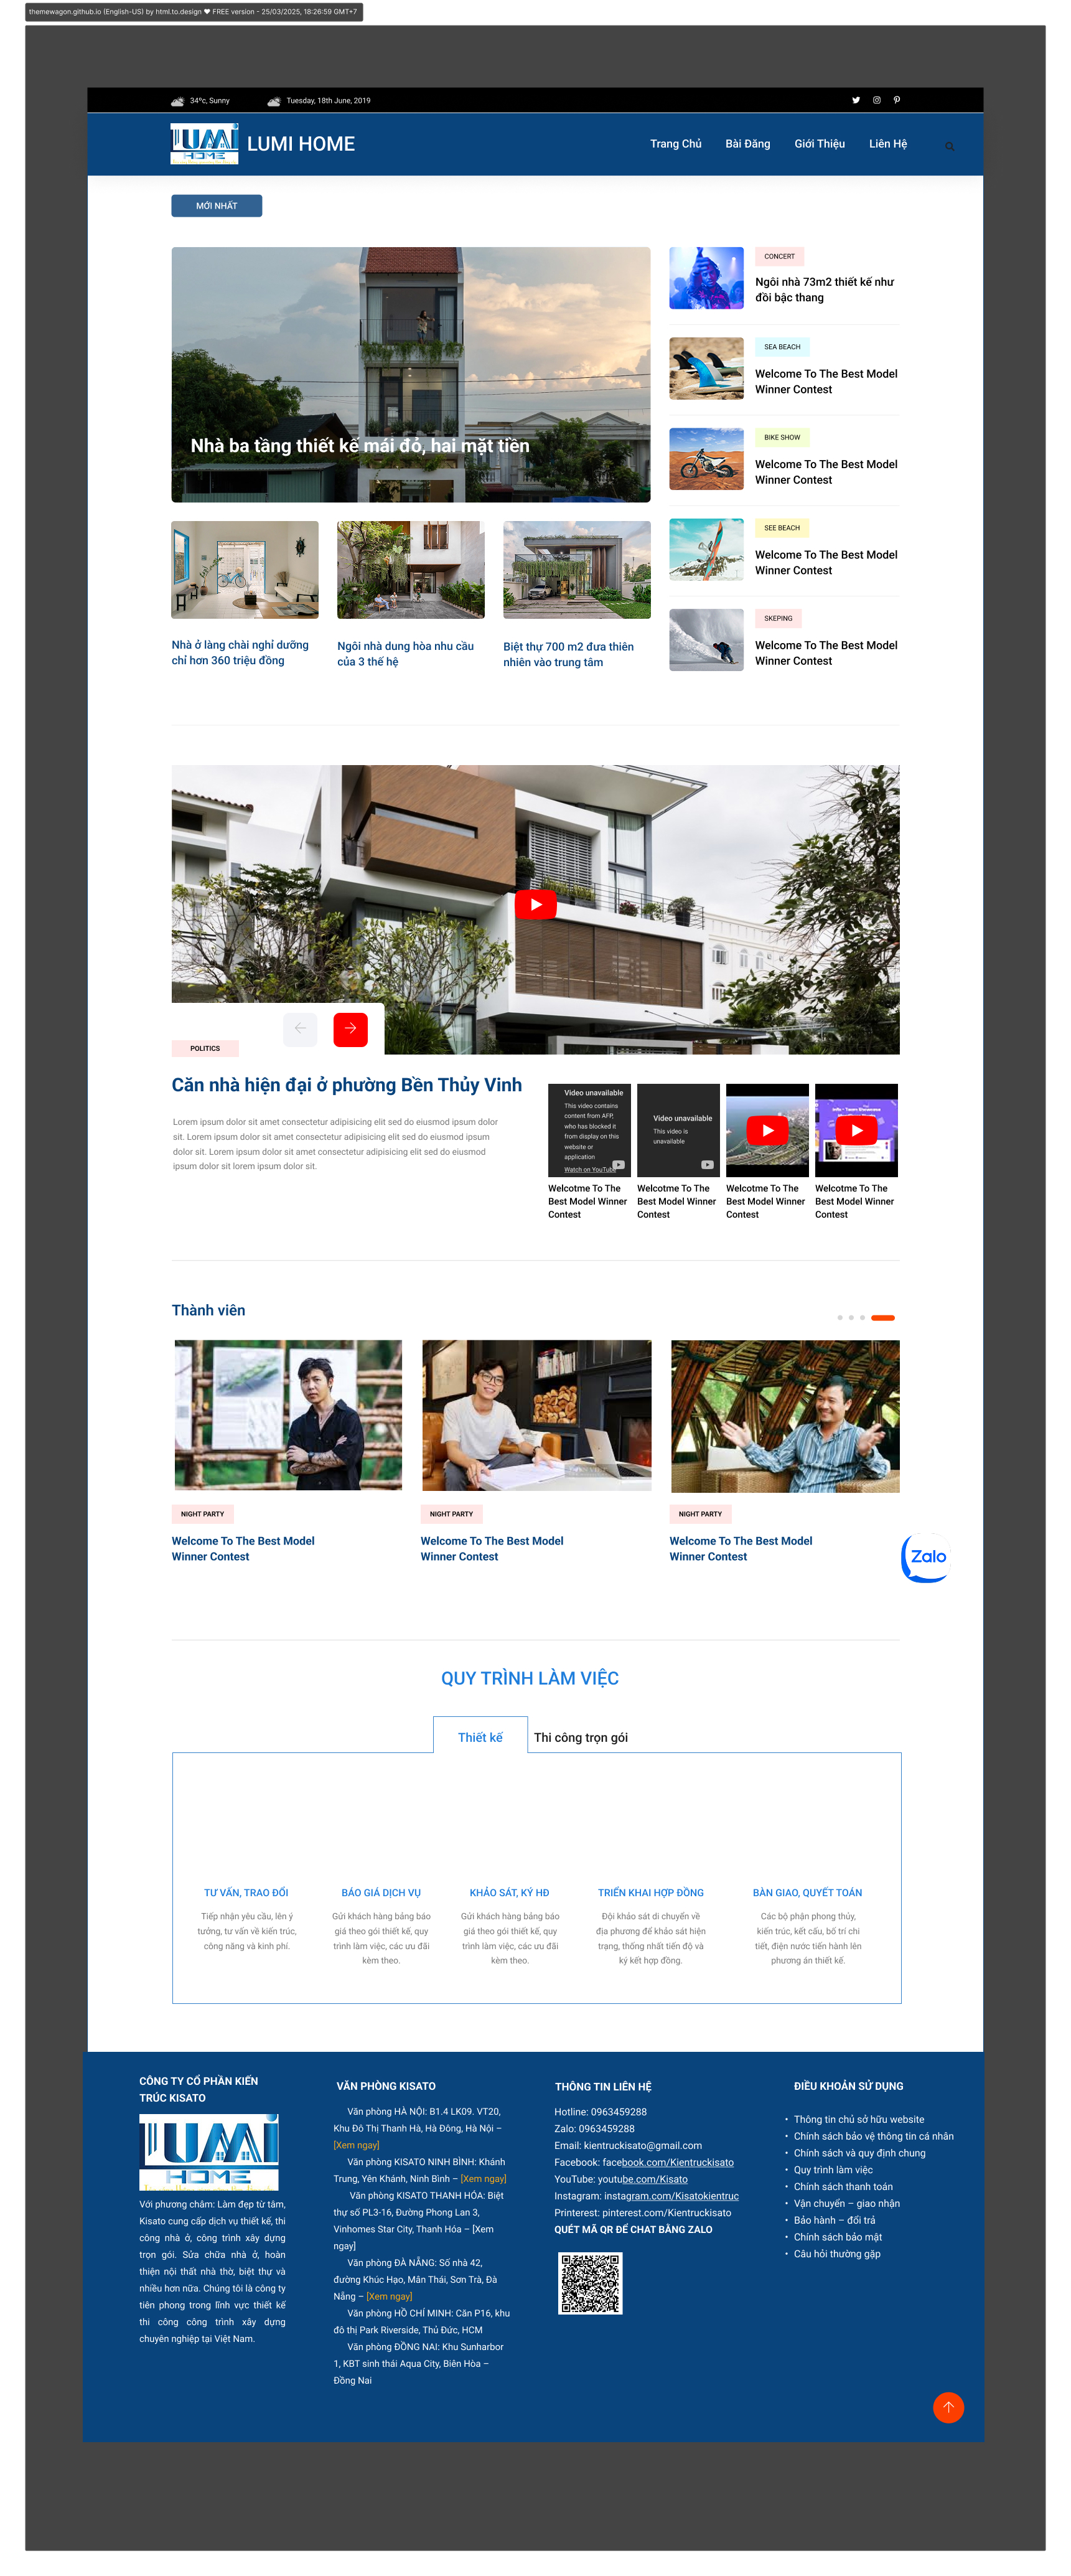 themewagon.github.io (English-US) by html.to.design ❤ FREE version - 25/03/2025, 18:26:59 GMT+7
34ºc, Sunny
Tuesday, 18th June, 2019
LUMI
HOME
LUMI HOME
Trang Chủ
Bài Đăng
Giới Thiệu
Liên Hệ
MỚI NHẤT
Nhà ba tầng thiết kế mái đỏ, hai mặt tiền
Nhà ở làng chài nghỉ dưỡng
chỉ hơn 360 triệu đồng
Ngôi nhà dung hòa nhu cầu
của 3 thế hệ
Biệt thự 700 m2 đưa thiên
nhiên vào trung tâm
CONCERT
Ngôi nhà 73m2 thiết kế như
đồi bậc thang
SEA BEACH
Welcome To The Best Model
Winner Contest
BIKE SHOW
Welcome To The Best Model
Winner Contest
SEE BEACH
Welcome To The Best Model
Winner Contest
SKEPING
Welcome To The Best Model
Winner Contest
POLITICS
Căn nhà hiện đại ở phường Bền Thủy Vinh
Lorem ipsum dolor sit amet consectetur adipisicing elit sed do eiusmod ipsum dolor
sit. Lorem ipsum dolor sit amet consectetur adipisicing elit sed do eiusmod ipsum
dolor sit. Lorem ipsum dolor sit amet consectetur adipisicing elit sed do eiusmod
ipsum dolor sit lorem ipsum dolor sit.
Video unavailable
This video contains
content from AFP,
who has blocked it
from display on this
website or
application
Watch on YouTube
Welcotme To The
Best Model Winner
Contest
Video unavailable
This video is
unavailable
Welcotme To The
Best Model Winner
Contest
Welcotme To The
Best Model Winner
Contest
Welcotme To The
Best Model Winner
Contest
Thành viên
NIGHT PARTY
Welcome To The Best Model
Winner Contest
NIGHT PARTY
Welcome To The Best Model
Winner Contest
NIGHT PARTY
Welcome To The Best Model
Winner Contest
Zalo
QUY TRÌNH LÀM VIỆC
Thiết kế
Thi công trọn gói
TƯ VẤN, TRAO ĐỔI
Tiếp nhận yêu cầu, lên ý
tưởng, tư vấn về kiến trúc,
công năng và kinh phí.
BÁO GIÁ DỊCH VỤ
Gửi khách hàng bảng báo
giá theo gói thiết kế, quy
trình làm việc, các ưu đãi
kèm theo.
KHẢO SÁT, KÝ HĐ
Gửi khách hàng bảng báo
giá theo gói thiết kế, quy
trình làm việc, các ưu đãi
kèm theo.
TRIỂN KHAI HỢP ĐỒNG
Đội khảo sát di chuyển về
địa phương để khảo sát hiện
trạng, thống nhất tiến độ và
ký kết hợp đồng.
BÀN GIAO, QUYẾT TOÁN
Các bộ phận phong thủy,
kiến trúc, kết cấu, bố trí chi
tiết, điện nước tiến hành lên
phương án thiết kế.
CÔNG TY CỔ PHẦN KIẾN
TRÚC KISATO
LUMI
HOME
Với phương châm: Làm đẹp từ tâm,
Kisato cung cấp dịch vụ thiết kế, thi
công nhà ở, công trình xây dựng
trọn gói. Sửa chữa nhà ở, hoàn
thiện nội thất nhà thờ, biệt thự và
nhiều hơn nữa. Chúng tôi là công ty
tiên phong trong lĩnh vực thiết kế
thi công công trình xây dựng
chuyên nghiệp tại Việt Nam.
VĂN PHÒNG KISATO
Văn phòng HÀ NỘI: B1.4 LK09. VT20,
Khu Đô Thị Thanh Hà, Hà Đông, Hà Nội –
[Xem ngay]
Văn phòng KISATO NINH BÌNH: Khánh
Trung, Yên Khánh, Ninh Bình – [Xem ngay]
Văn phòng KISATO THANH HÓA: Biệt
thự số PL3-16, Đường Phong Lan 3,
Vinhomes Star City, Thanh Hóa – [Xem
ngay]
Văn phòng ĐÀ NẴNG: Số nhà 42,
đường Khúc Hạo, Mân Thái, Sơn Trà, Đà
Nẵng – [Xem ngay]
Văn phòng HỒ CHÍ MINH: Căn P16, khu
đô thị Park Riverside, Thủ Đức, HCM
Văn phòng ĐỒNG NAI: Khu Sunharbor
1, KBT sinh thái Aqua City, Biên Hòa –
Đồng Nai
THÔNG TIN LIÊN HỆ
Hotline: 0963459288
Zalo: 0963459288
Email: kientruckisato@gmail.com
Facebook: facebook.com/Kientruckisato
YouTube: youtube.com/Kisato
Instagram: instagram.com/Kisatokientruc
Printerest: pinterest.com/Kientruckisato
QUÉT MÃ QR ĐỂ CHAT BẰNG ZALO
ĐIỀU KHOẢN SỬ DỤNG
• Thông tin chủ sở hữu website
• Chính sách bảo vệ thông tin cá nhân
• Chính sách và quy định chung
• Quy trình làm việc
• Chính sách thanh toán
• Vận chuyển – giao nhận
• Bảo hành – đổi trả
• Chính sách bảo mật
• Câu hỏi thường gặp